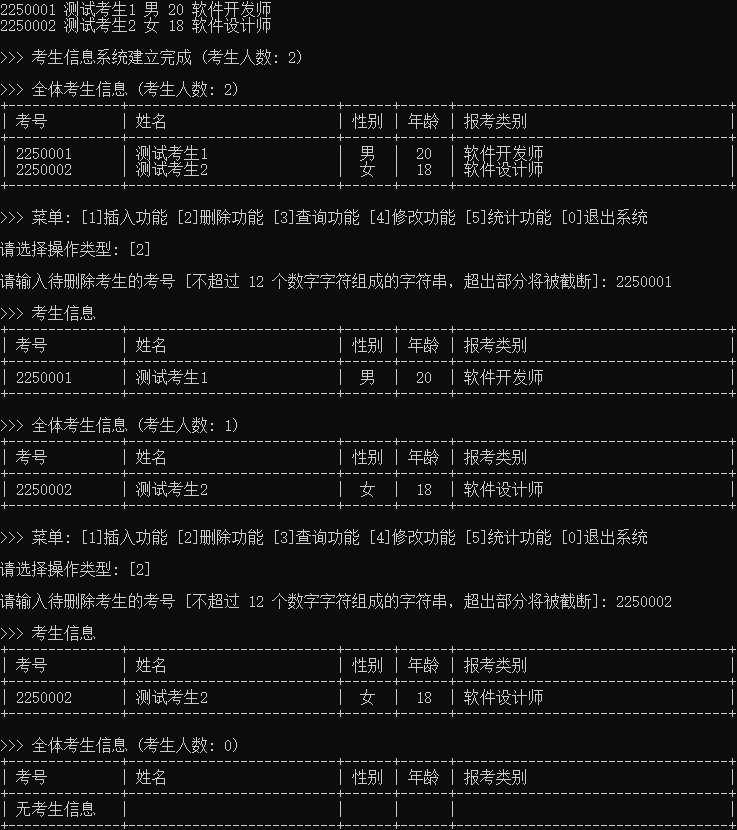 2250001 测试考生1 男 20 软件开发师
2250002 测试考生2 女 18 软件设计师
>>> 考生信息系统建立完成 (考生人数: 2)
>>> 全体考生信息 (考生人数: 2)
+--------------+--------------------------+------+------+----------------------------------+
| 考号 | 姓名 | 性别 | 年龄 | 报考类别
+--------------+--------------------------+------+------+----------------------------------+
| 2250001 | 测试考生1 | 男 | 20 | 软件开发师
| 2250002 | 测试考生2 | 女 | 18 | 软件设计师
+--------------+--------------------------+------+------+----------------------------------+
>>> 菜单: [1]插入功能 [2]删除功能 [3]查询功能 [4]修改功能 [5]统计功能 [0]退出系统
请选择操作类型: [2]
请输入待删除考生的考号 [不超过 12 个数字字符组成的字符串，超出部分将被截断]: 2250001
>>> 考生信息
+--------------+--------------------------+------+------+----------------------------------+
| 考号 | 姓名 | 性别 | 年龄 | 报考类别
+--------------+--------------------------+------+------+----------------------------------+
| 2250001 | 测试考生1 | 男 | 20 | 软件开发师
+--------------+--------------------------+------+------+----------------------------------+
>>> 全体考生信息 (考生人数: 1)
+--------------+--------------------------+------+------+----------------------------------+
| 考号 | 姓名 | 性别 | 年龄 | 报考类别
+--------------+--------------------------+------+------+----------------------------------+
| 2250002 | 测试考生2 | 女 | 18 | 软件设计师
+--------------+--------------------------+------+------+----------------------------------+
>>> 菜单: [1]插入功能 [2]删除功能 [3]查询功能 [4]修改功能 [5]统计功能 [0]退出系统
请选择操作类型: [2]
请输入待删除考生的考号 [不超过 12 个数字字符组成的字符串，超出部分将被截断]: 2250002
>>> 考生信息
+--------------+--------------------------+------+------+----------------------------------+
| 考号 | 姓名 | 性别 | 年龄 | 报考类别
+--------------+--------------------------+------+------+----------------------------------+
| 2250002 | 测试考生2 | 女 | 18 | 软件设计师
+--------------+--------------------------+------+------+----------------------------------+
>>> 全体考生信息 (考生人数: 0)
+--------------+--------------------------+------+------+----------------------------------+
| 考号 | 姓名 | 性别 | 年龄 | 报考类别
+--------------+--------------------------+------+------+----------------------------------+
| 无考生信息 | | | |
+--------------+--------------------------+------+------+----------------------------------+